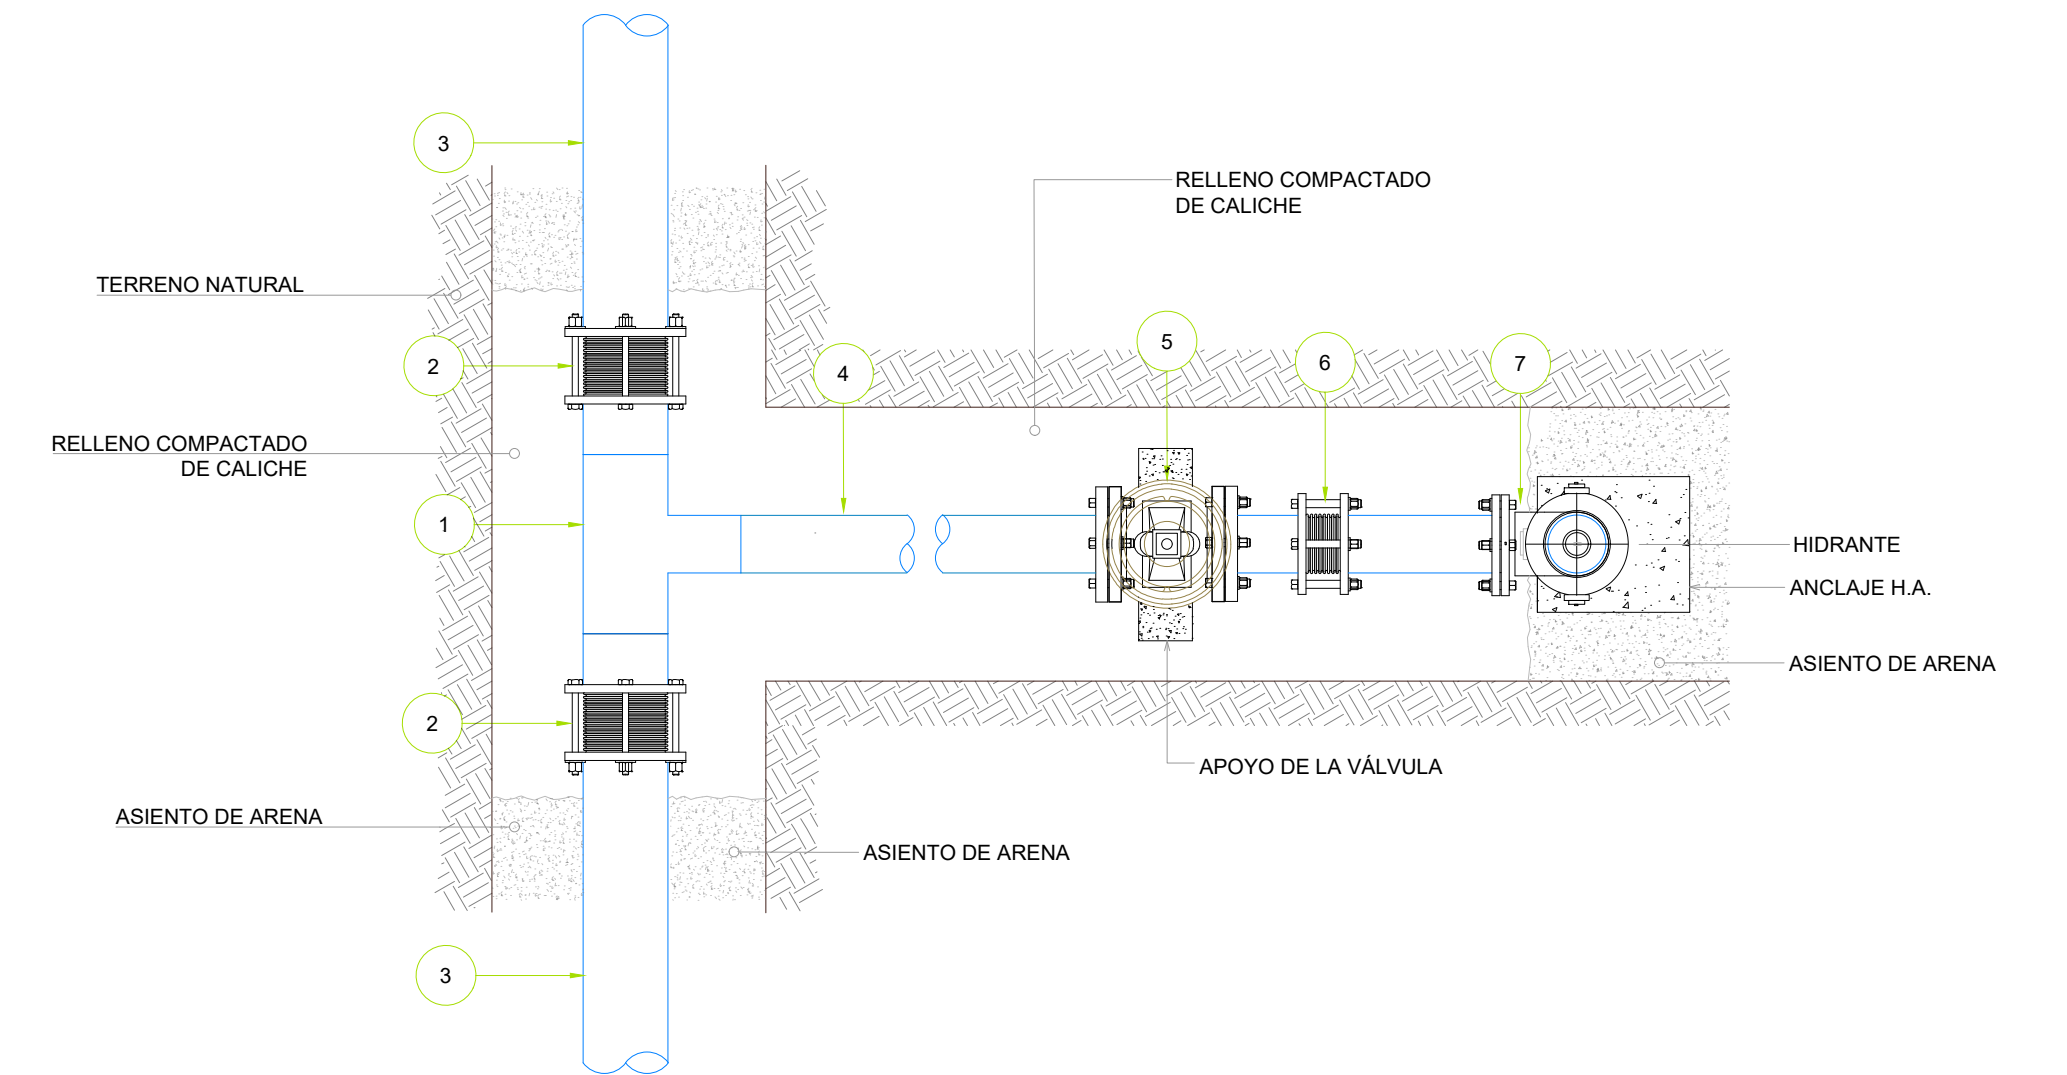 3
RELLENO COMPACTADO
DE CALICHE
TERRENO NATURAL
2
4
5
6
7
RELLENO COMPACTADO
DE CALICHE
1
HIDRANTE
ANCLAJE H.A.
ASIENTO DE ARENA
2
APOYO DE LA VÁLVULA
ASIENTO DE ARENA
ASIENTO DE ARENA
3